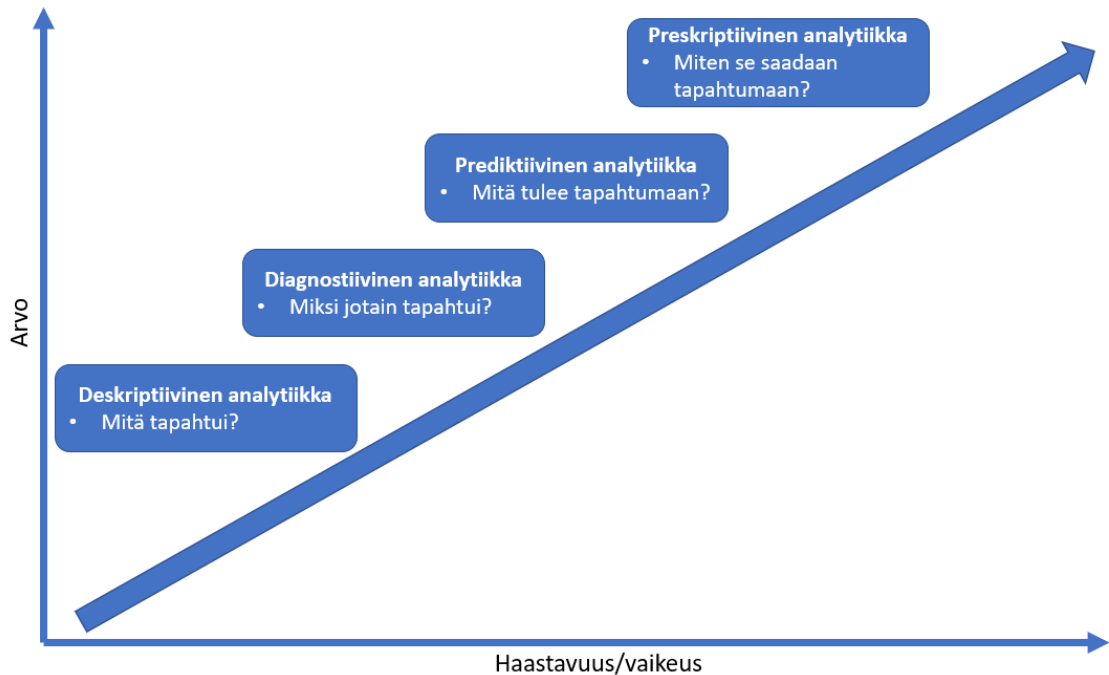 Preskriptiivinen analytiikka
• Miten se saadaan
tapahtumaan?
Prediktiivinen analytiikka
• Mitä tulee tapahtumaan?
Diagnostiivinen analytiikka
• Miksi jotain tapahtui?
Deskriptiivinen analytiikka
• Mitä tapahtui?
Arvo
Haastavuus/vaikeus